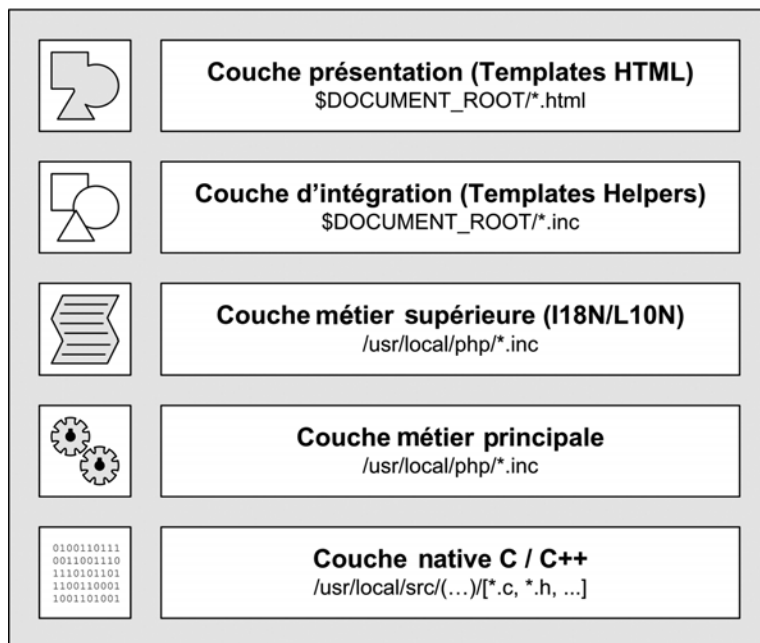 Couche présentation (Templates HTML)
$DOCUMENT_ROOT/*.html
Couche d'intégration (Templates Helpers)
$DOCUMENT_ROOT/*.inc
Couche métier supérieure (I18N/L10N)
/usr/local/php/*.inc
Couche métier principale
/usr/local/php/*.inc
0100110111
0011001110
1110101101
1100110001
1001101001
Couche native C / C++
/usr/local/src/(…)/[*.c, *.h, ...]